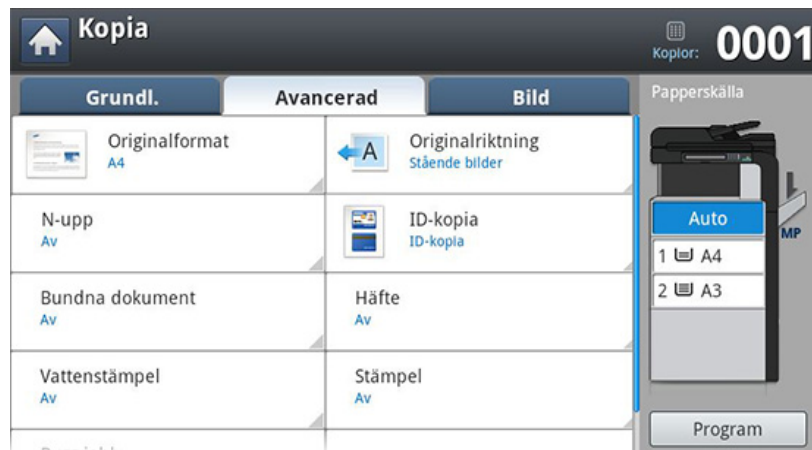 Kopia
Kopior:
0001
Grundl.
Avancerad
Bild
Papperskälla
Originalformat
A4
A
Originalriktning
Stående bilder
N-upp
Av
ID-kopia
ID-kopia
Auto
MP
1 A4
2 A3
Bundna dokument
Av
Häfte
Av
Vattenstämpel
Av
Stämpel
Av
Program